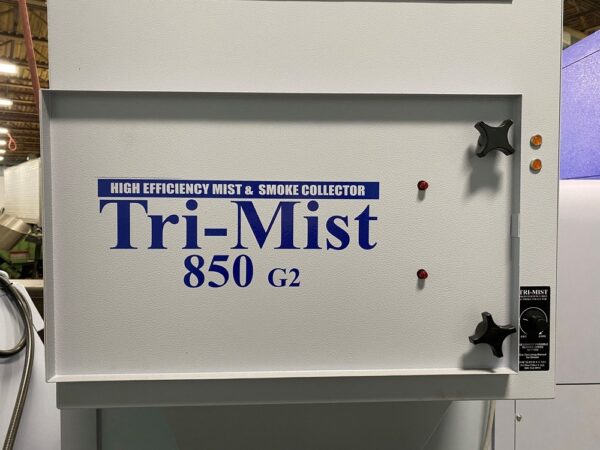 HIGH EFFICIENCY MIST & SMOKE COLLECTOR
Tri-Mist
850 G2
TRI-MIST